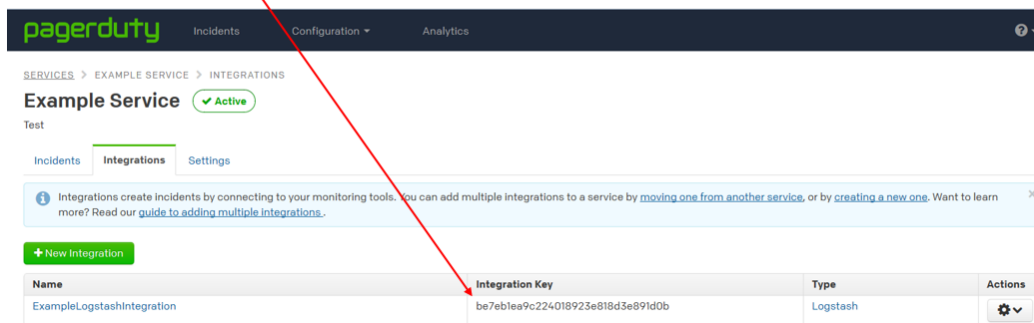 pagerduty Incidents Configuration Analytics
SERVICES > EXAMPLE SERVICE > INTEGRATIONS
Example Service Active
Test
Incidents Integrations Settings
Integrations create incidents by connecting to your monitoring tools. You can add multiple integrations to a service by moving one from another service, or by creating a new one. Want to learn
more? Read our guide to adding multiple integrations .
+ New Integration
Name Integration Key Type Actions
ExampleLogstashIntegration be7eb1ea9c224018923e818d3e891d0b Logstash